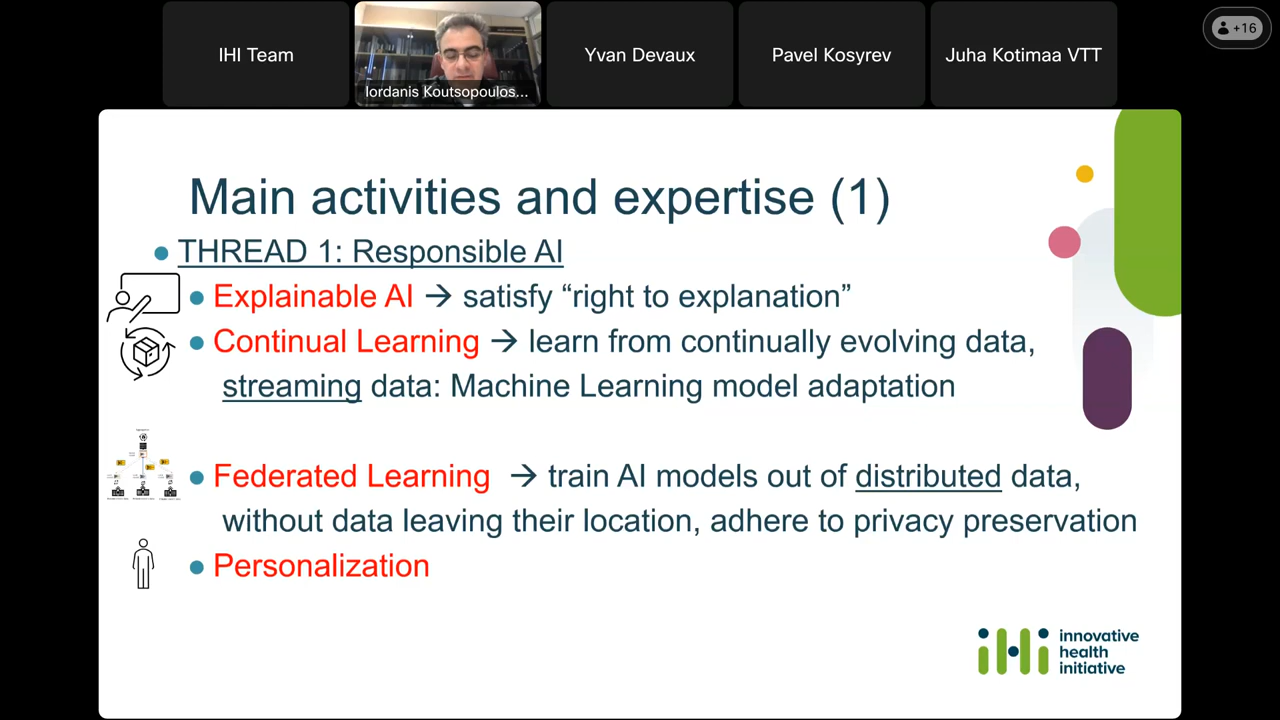 IHI Team
Iordanis Koutsopoulos...
Yvan Devaux
Pavel Kosyrev
Juha Kotimaa VTT
+16
Main activities and expertise (1)
THREAD 1: Responsible AI
Explainable AI → satisfy “right to explanation”
Continual Learning → learn from continually evolving data,
streaming data: Machine Learning model adaptation
Federated Learning → train AI models out of distributed data,
without data leaving their location, adhere to privacy preservation
Personalization
iHi
innovative
health
initiative